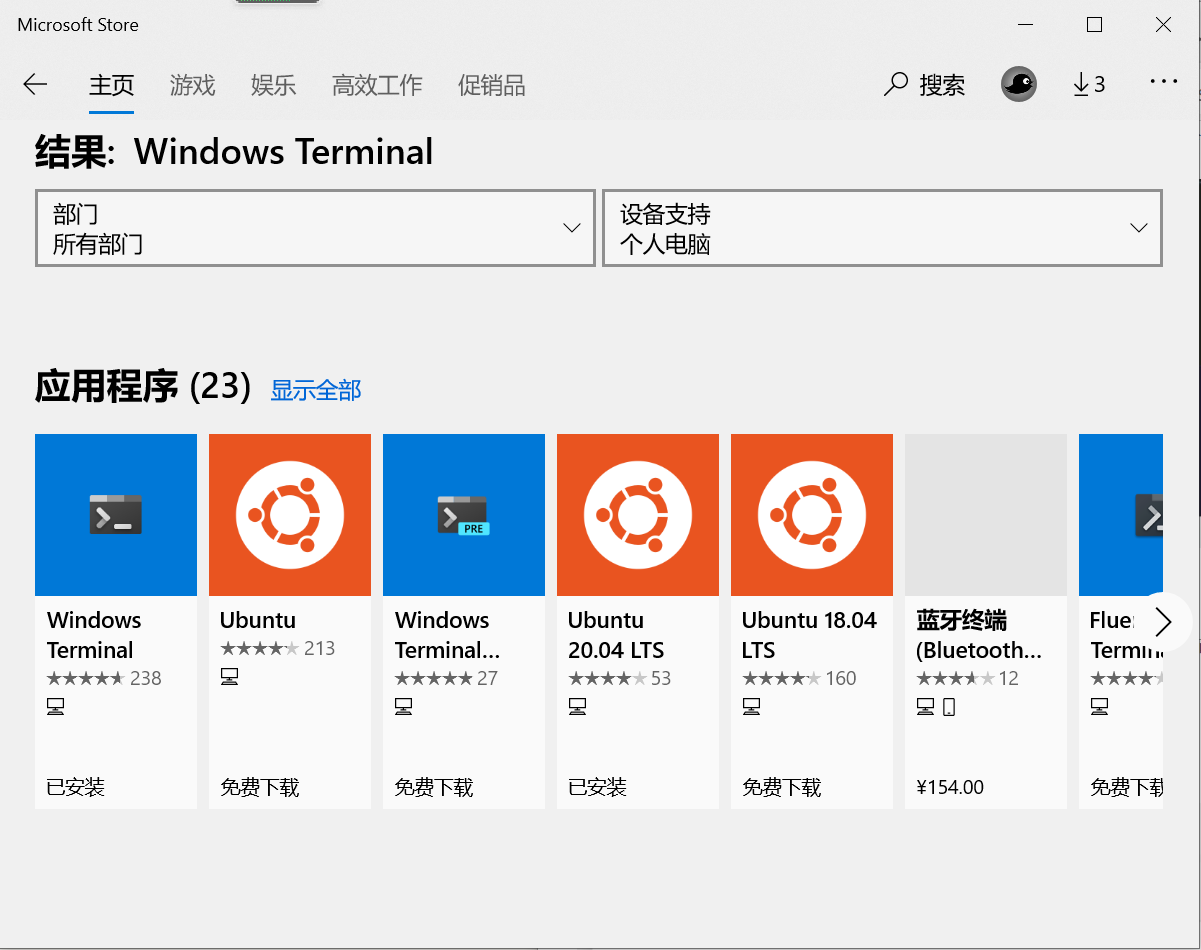 Microsoft Store
主页 游戏 娱乐 高效工作 促销品 搜索 3
结果: Windows Terminal
部门
所有部门
设备支持
个人电脑
应用程序 (23) 显示全部
PRE
Windows
Terminal
238
已安装
Ubuntu
213
免费下载
Windows
Terminal...
27
免费下载
Ubuntu
20.04 LTS
53
已安装
Ubuntu 18.04
LTS
160
免费下载
蓝牙终端
(Bluetooth...
12
¥154.00
Flue
Termin
免费下载